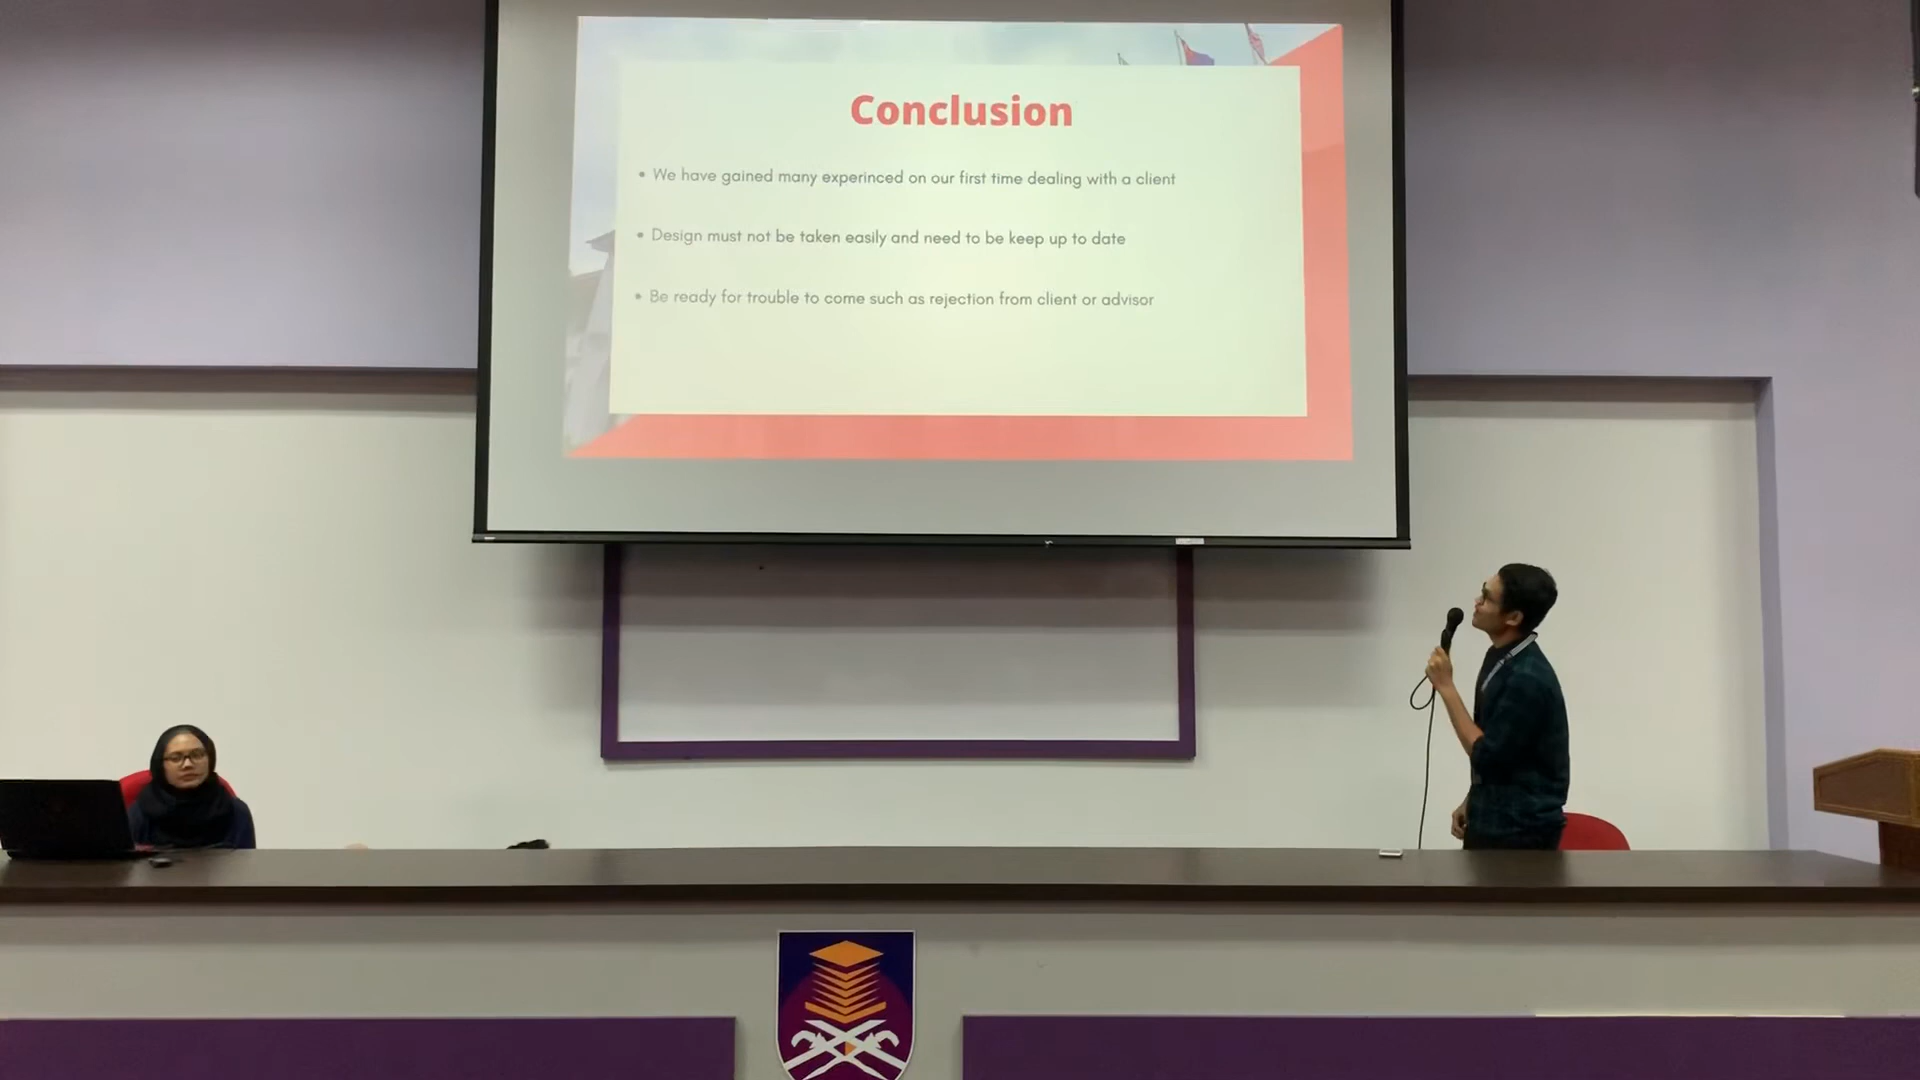 Conclusion
• We have gained many experinced on our first time dealing with a client
• Design must not be taken easily and need to be keep up to date
• Be ready for trouble to come such as rejection from client or advisor